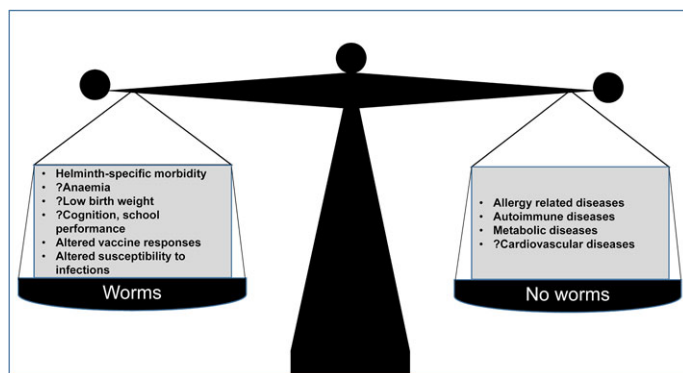 • Helminth-specific morbidity
• ?Anaemia
• ?Low birth weight
• ?Cognition, school
performance
• Altered vaccine responses
• Altered susceptibility to
infections
Worms
• Allergy related diseases
• Autoimmune diseases
• Metabolic diseases
• ?Cardiovascular diseases
No worms